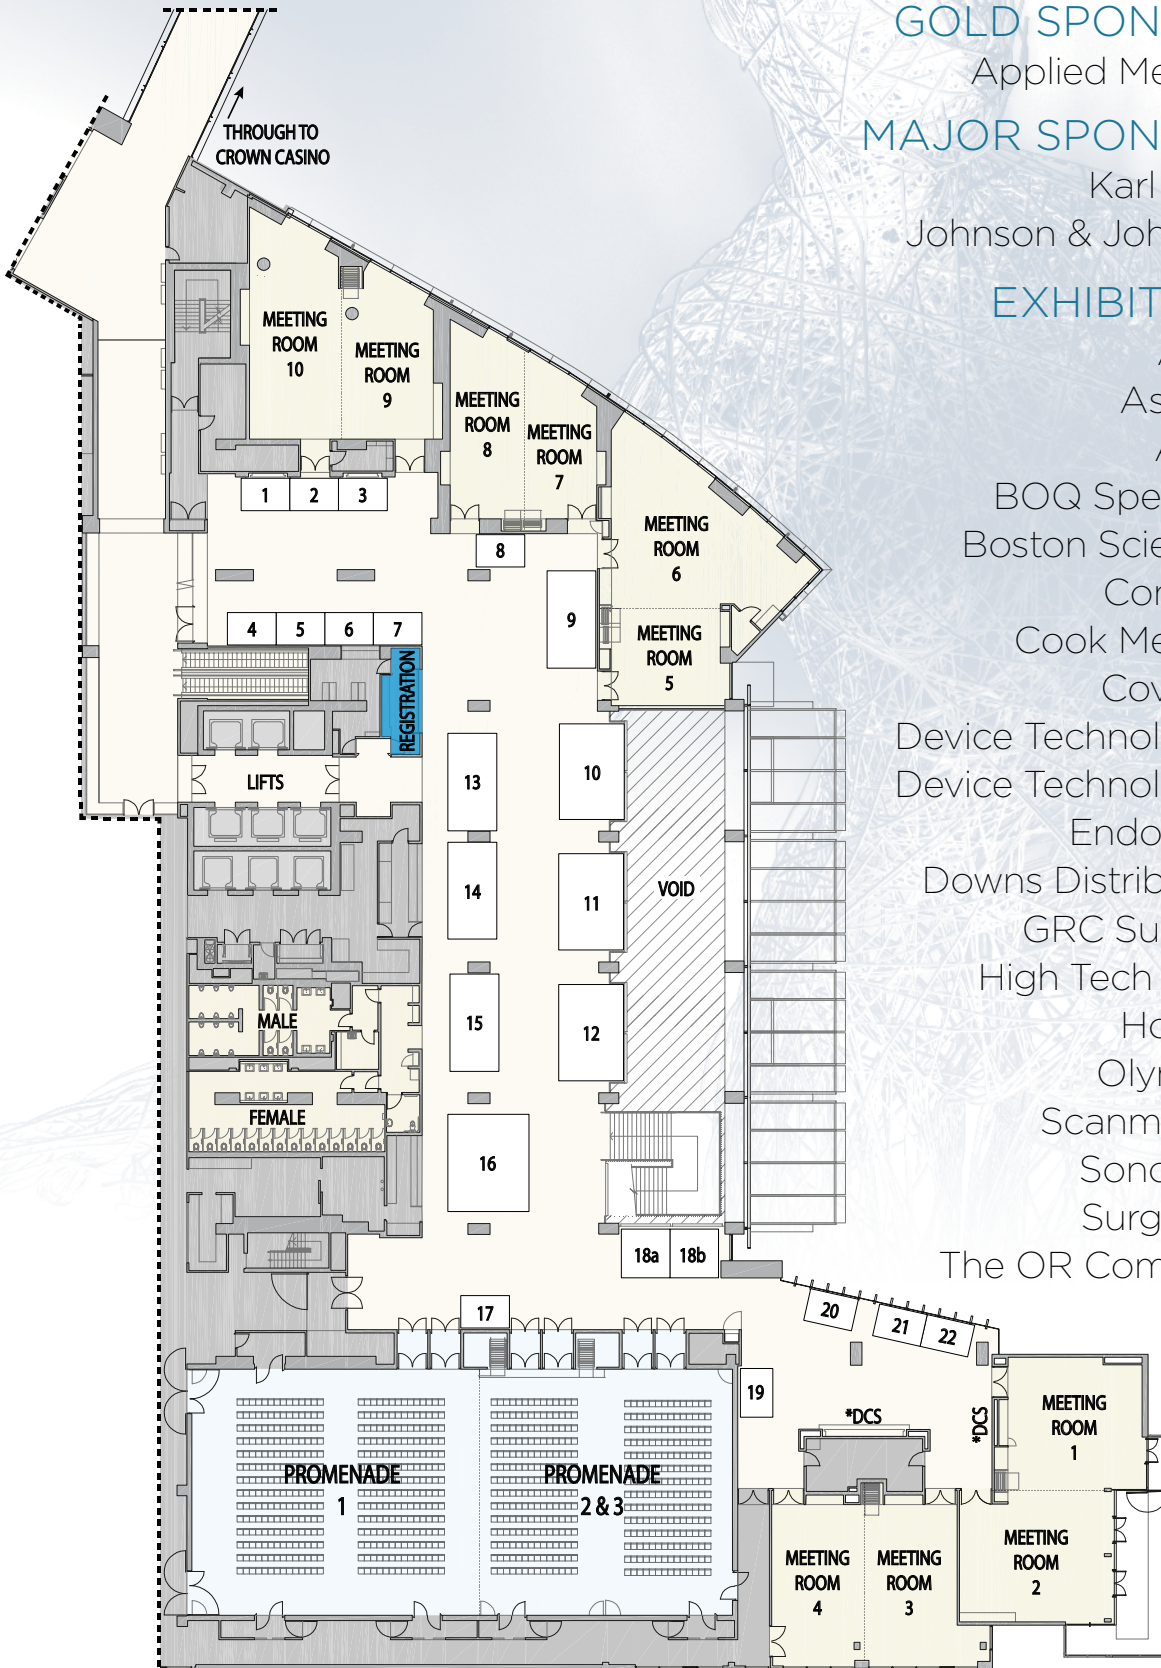 GOLD SPON
Applied Me
MAJOR SPON
Karl
Johnson & Joh
EXHIBIT
As
BOQ Spe
Boston Scie
Con
Cook Me
Cov
Device Technol
Device Technol
Endo
Downs Distrib
GRC Su
High Tech
Ho
Olyn
Scanm
Sono
Surg
The OR Com
THROUGH TO
CROWN CASINO
MEETING
ROOM
10
MEETING
ROOM
9
MEETING
ROOM
8
MEETING
ROOM
7
MEETING
ROOM
6
MEETING
ROOM
5
1
2
3
8
9
4
5
6
7
REGISTRATION
LIFTS
13
10
14
11
VOID
15
12
MALE
FEMALE
16
18a
18b
17
20
21
22
19
*DCS
*DCS
MEETING
ROOM
1
PROMENADE
1
PROMENADE
2 & 3
MEETING
ROOM
4
MEETING
ROOM
3
MEETING
ROOM
2